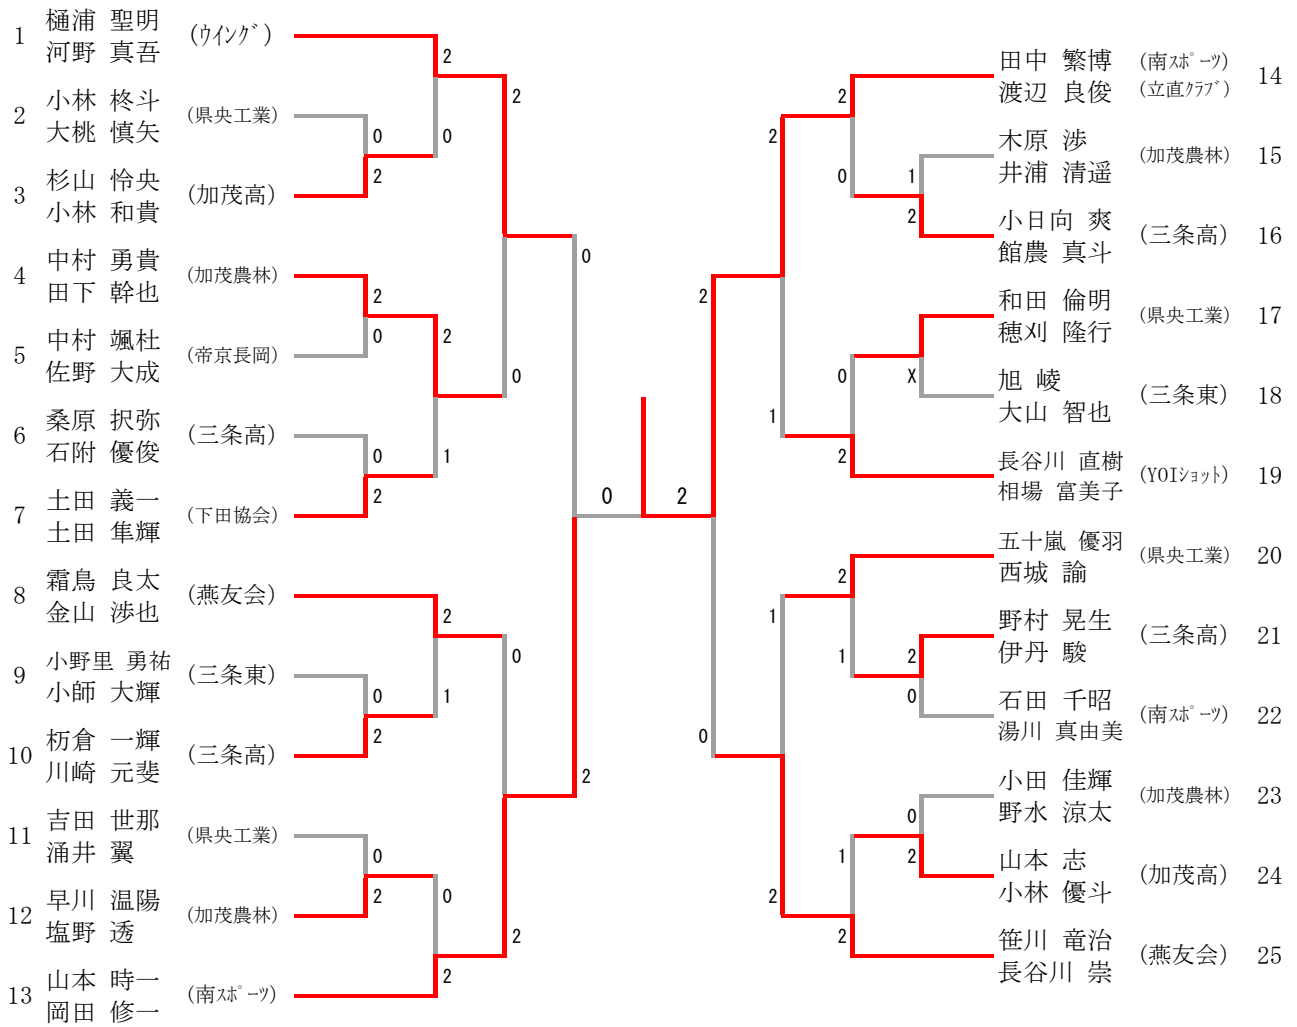 1 樋浦 聖明 (ウイング)
河野 真吾
2 小林 柊斗 (県央工業)
大桃 慎矢
3 杉山 怜央 (加茂高)
小林 和貴
4 中村 勇貴 (加茂農林)
田下 幹也
5 中村 颯杜 (帝京長岡)
佐野 大成
6 桑原 択弥 (三条高)
石附 優俊
7 土田 義一 (下田協会)
土田 隼輝
8 霜鳥 良太 (燕友会)
金山 渉也
9 小野里 勇祐 (三条東)
小師 大輝
10 栃倉 一輝 (三条高)
川崎 元斐
11 吉田 世那 (県央工業)
涌井 翼
12 早川 温陽 (加茂農林)
塩野 透
13 山本 時一 (南スポーツ)
岡田 修一
2
0
0
2
2
0
2
0
2
0
1
2
0
2
0
1
0
2
0
2
0
2
0
2
0 2
田中 繁博 (南スポーツ) 14
渡辺 良俊 (立直クラブ)
木原 渉 (加茂農林) 15
井浦 清遥
小日向 爽 (三条高) 16
館農 真斗
和田 倫明 (県央工業) 17
穂刈 隆行
旭 崚 (三条東) 18
大山 智也
長谷川 直樹 (YOIショット) 19
相場 富美子
五十嵐 優羽 (県央工業) 20
西城 諭
野村 晃生 (三条高) 21
伊丹 駿
石田 千昭 (南スポーツ) 22
湯川 真由美
小田 佳輝 (加茂農林) 23
野水 涼太
山本 志 (加茂高) 24
小林 優斗
笹川 竜治 (燕友会) 25
長谷川 崇
2
2
0
1
2
2
0
X
1
2
2
1
1
2
0
0
0
1
2
2
2